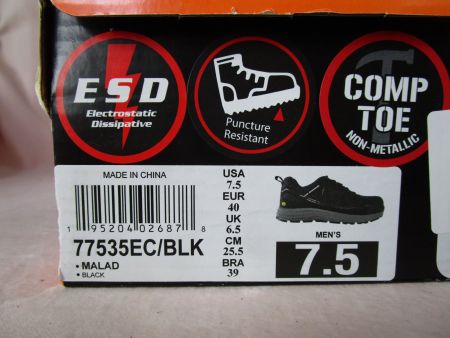 ESD
Electrostatic
Dissipative
Puncture
Resistant
COMP
TOE
NON-METALLIC
MADE IN CHINA
1 95204 02687 8
77535EC/BLK
• MALAD
• BLACK
USA
7.5
EUR
40
UK
6.5
CM
25.5
BRA
39
MEN'S
7.5